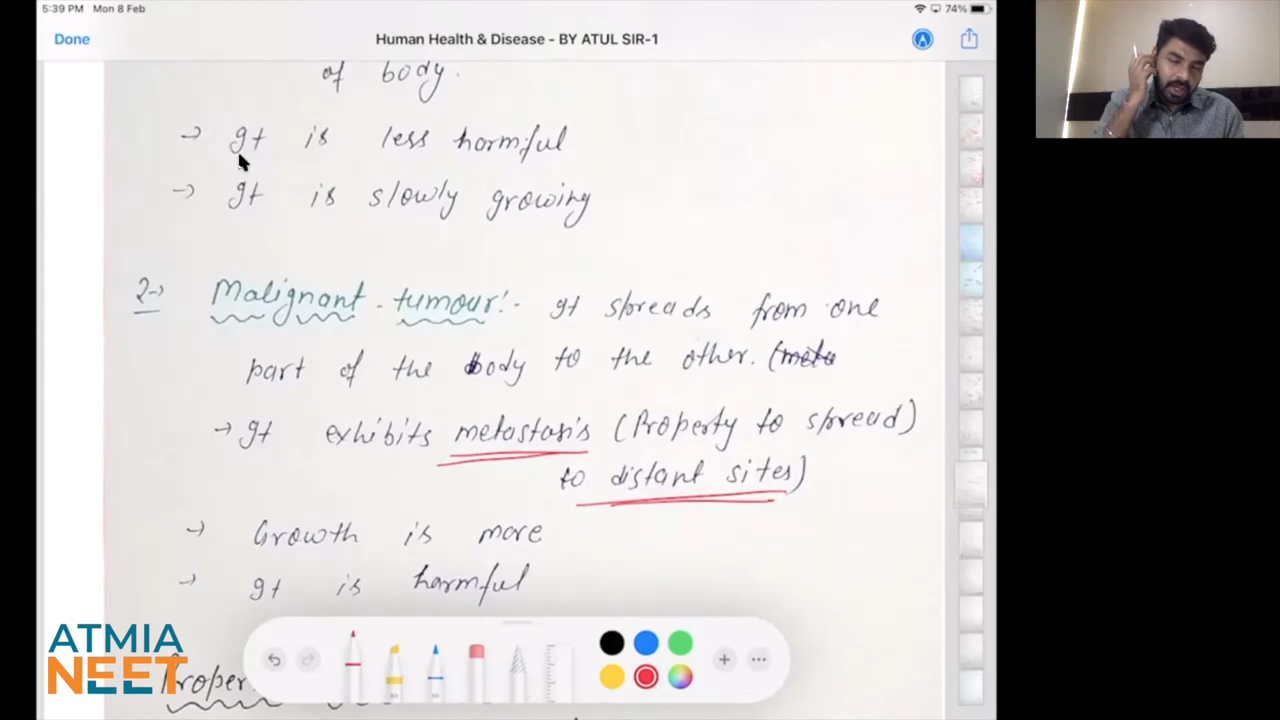 5:39 PM Mon 8 Feb
74%
Done
Human Health & Disease - BY ATUL SIR-1
of body.
→ It is less harmful
→ It is slowly growing
2→ Malignant - tumour:- It spreads from one
part of the body to the other. (meta
→ It exhibits metastasis (Property to spread)
to distant sites)
→ Growth is more
→ It is harmful
Proper
ATMIA
NEET